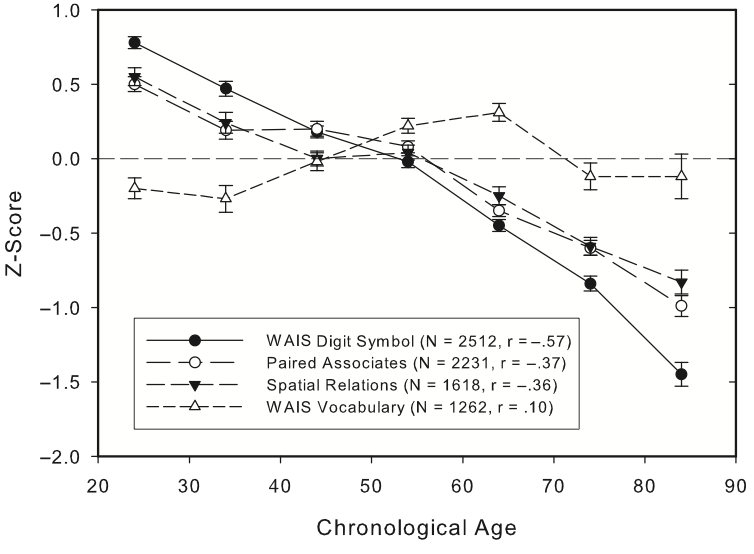 1.0
0.5
0.0
−0.5
−1.0
−1.5
−2.0
Z-Score
WAIS Digit Symbol (N = 2512, r = −.57)
Paired Associates (N = 2231, r = −.37)
Spatial Relations (N = 1618, r = −.36)
WAIS Vocabulary (N = 1262, r = .10)
20 30 40 50 60 70 80 90
Chronological Age